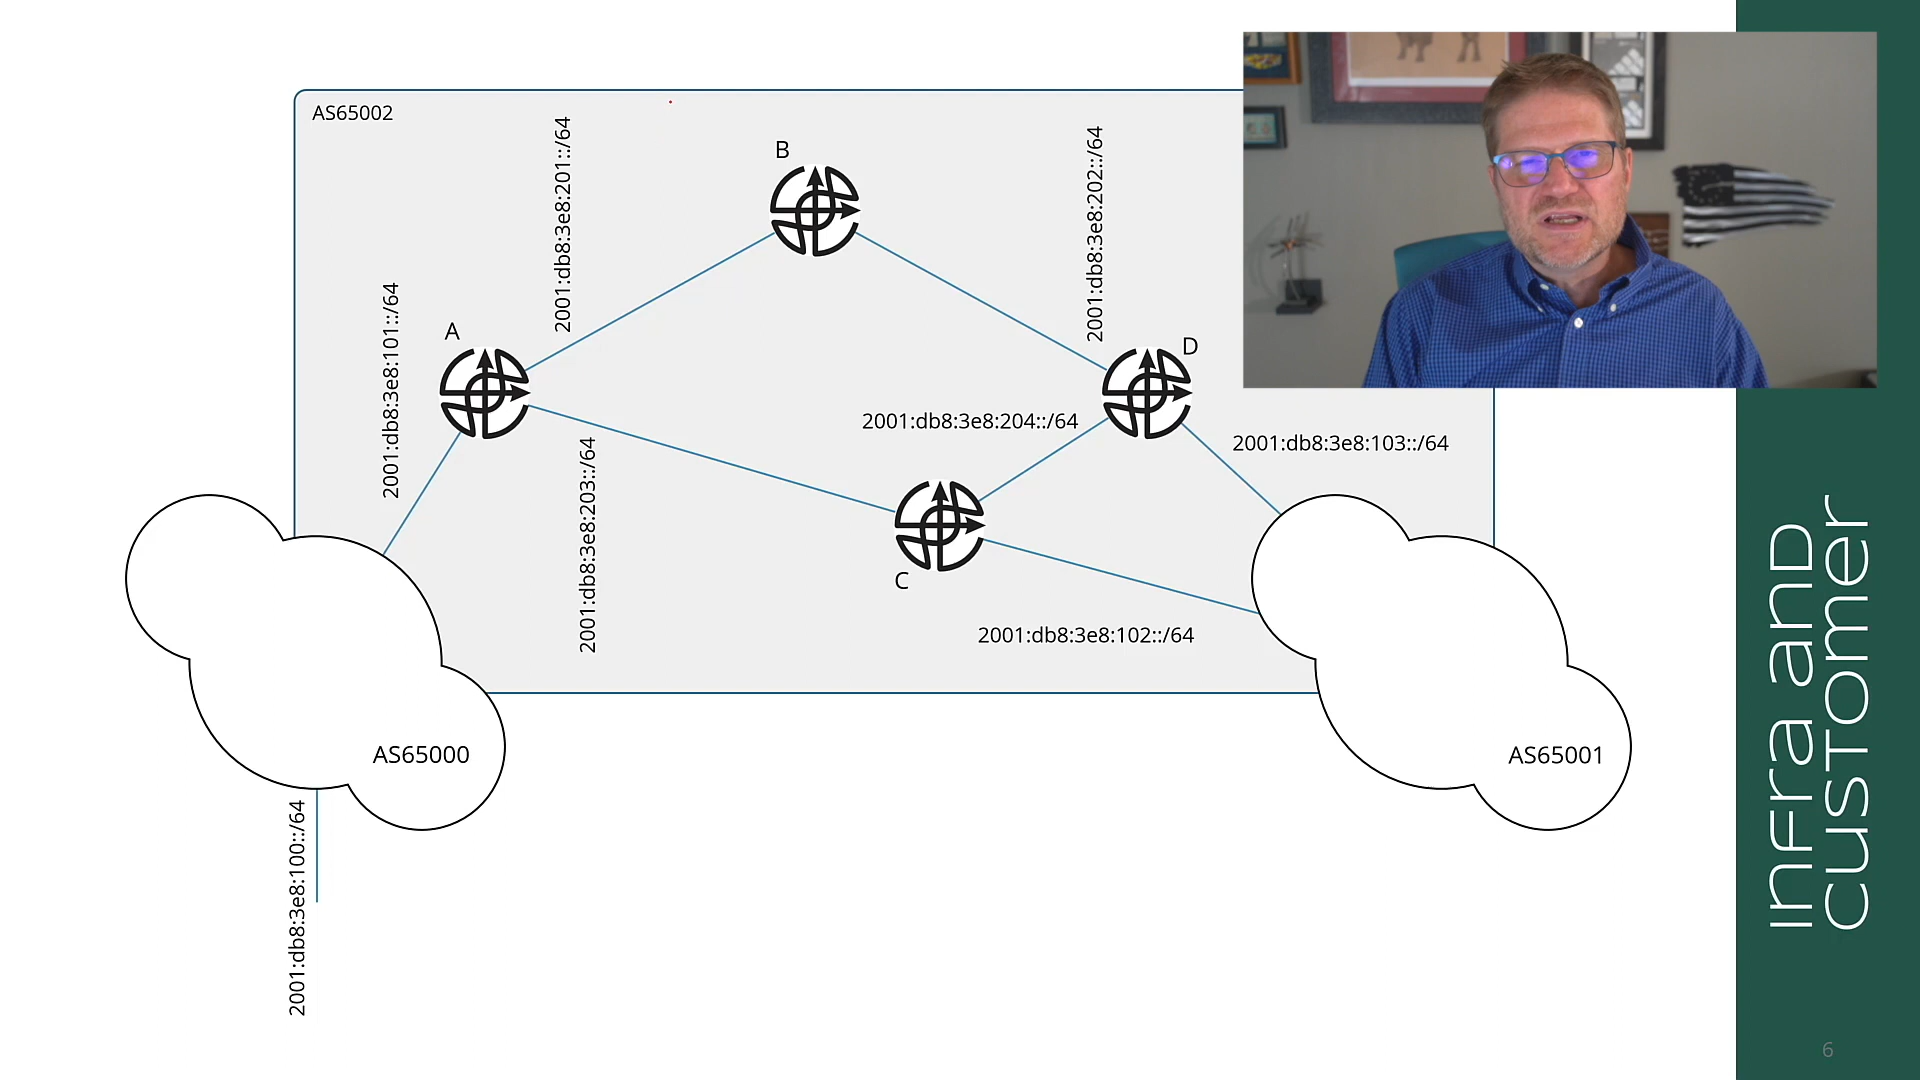 AS65002
2001:db8:3e8:201::/64
B
2001:db8:3e8:202::/64
2001:db8:3e8:101::/64
A
D
2001:db8:3e8:204::/64
2001:db8:3e8:103::/64
2001:db8:3e8:203::/64
C
2001:db8:3e8:102::/64
AS65000
AS65001
2001:db8:3e8:100::/64
Infra and
customer
6